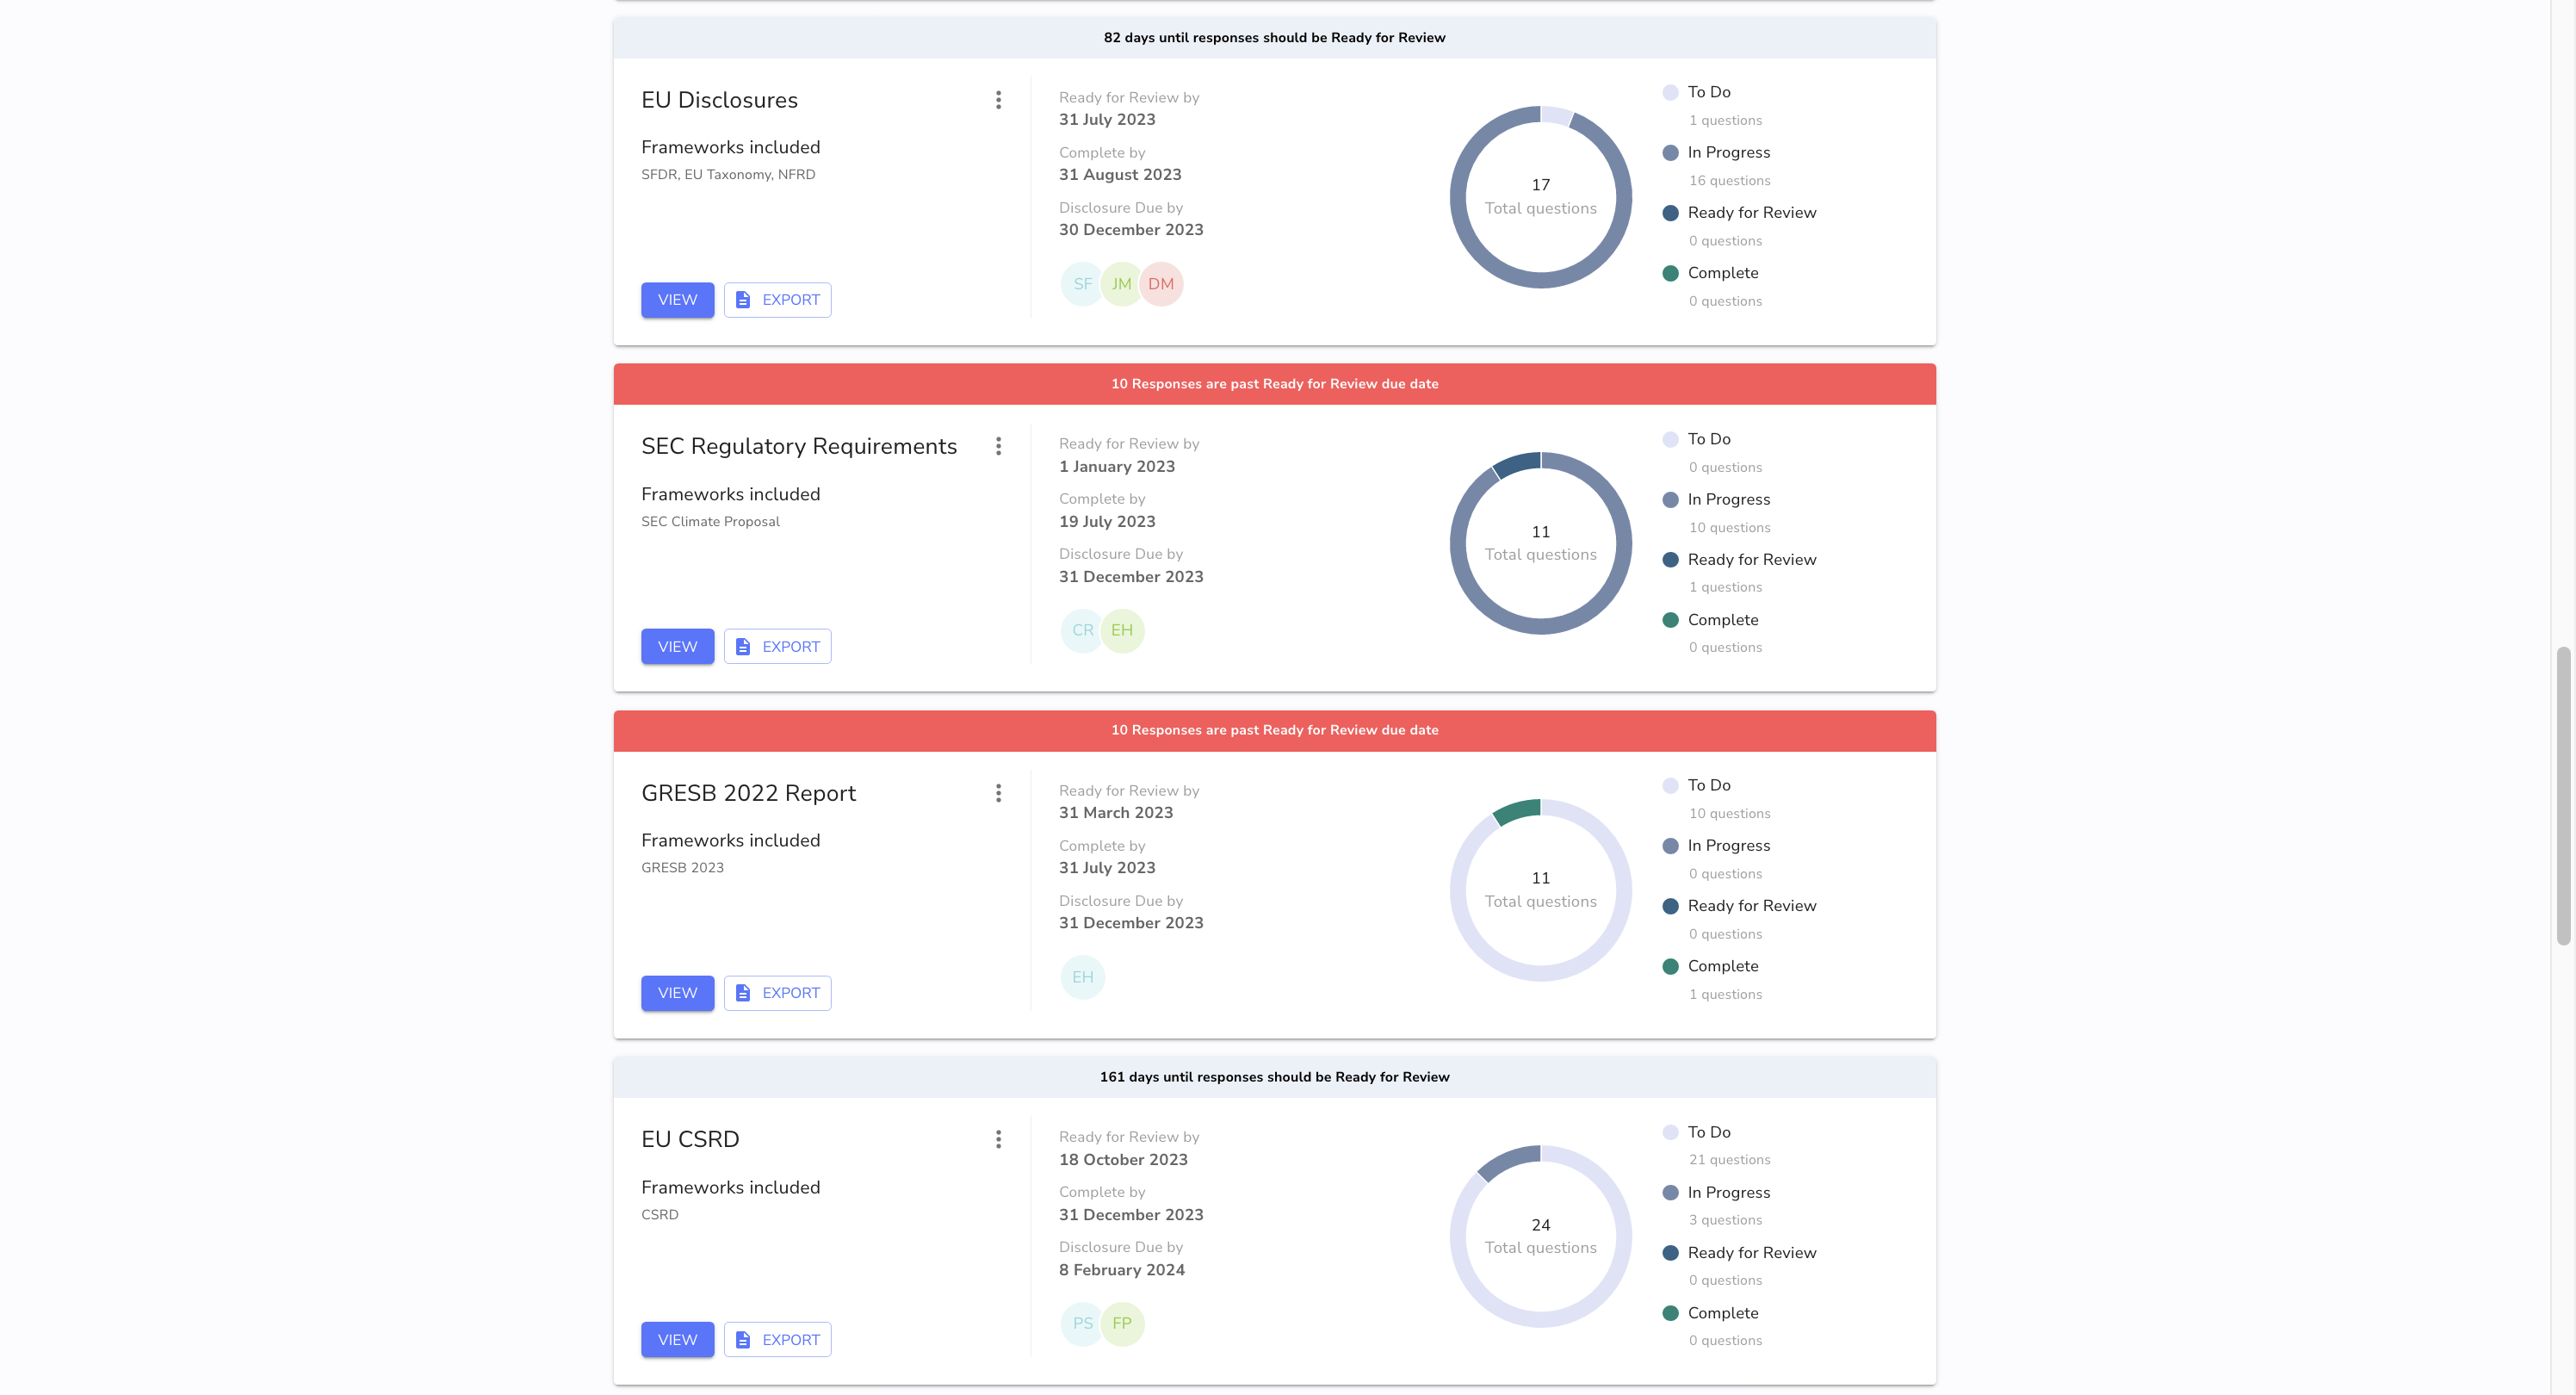 82 days until responses should be Ready for Review
EU Disclosures
Frameworks included
SFDR, EU Taxonomy, NFRD
VIEW
EXPORT
Ready for Review by
31 July 2023
Complete by
31 August 2023
Disclosure Due by
30 December 2023
SF JM DM
17
Total questions
To Do
1 questions
In Progress
16 questions
Ready for Review
0 questions
Complete
0 questions
10 Responses are past Ready for Review due date
SEC Regulatory Requirements
Frameworks included
SEC Climate Proposal
VIEW
EXPORT
Ready for Review by
1 January 2023
Complete by
19 July 2023
Disclosure Due by
31 December 2023
CR EH
11
Total questions
To Do
0 questions
In Progress
10 questions
Ready for Review
1 questions
Complete
0 questions
10 Responses are past Ready for Review due date
GRESB 2022 Report
Frameworks included
GRESB 2023
VIEW
EXPORT
Ready for Review by
31 March 2023
Complete by
31 July 2023
Disclosure Due by
31 December 2023
EH
11
Total questions
To Do
10 questions
In Progress
0 questions
Ready for Review
0 questions
Complete
1 questions
161 days until responses should be Ready for Review
EU CSRD
Frameworks included
CSRD
VIEW
EXPORT
Ready for Review by
18 October 2023
Complete by
31 December 2023
Disclosure Due by
8 February 2024
PS FP
24
Total questions
To Do
21 questions
In Progress
3 questions
Ready for Review
0 questions
Complete
0 questions